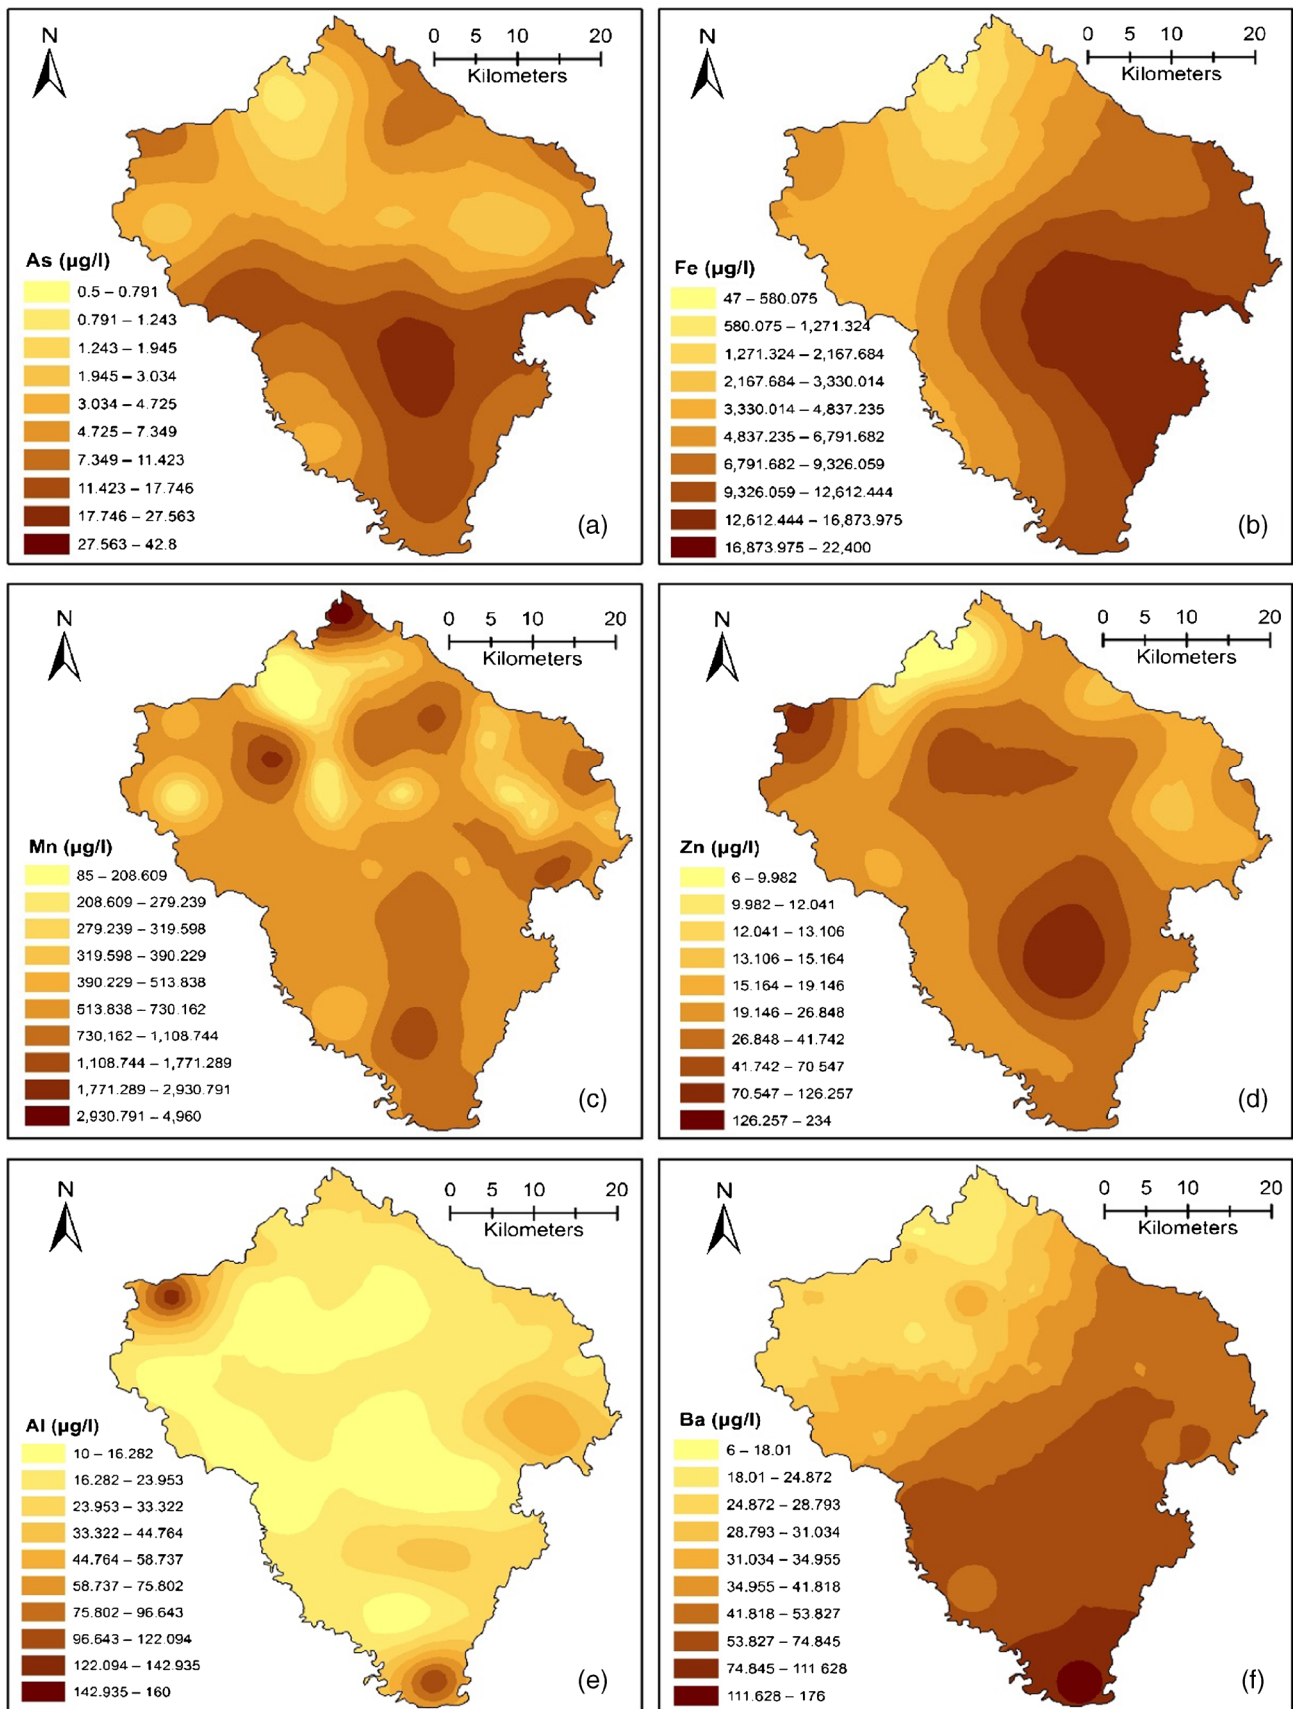 N
0 5 10 20
Kilometers
As (µg/l)
0.5 – 0.791
0.791 – 1.243
1.243 – 1.945
1.945 – 3.034
3.034 – 4.725
4.725 – 7.349
7.349 – 11.423
11.423 – 17.746
17.746 – 27.563
27.563 – 42.8
(a)
N
0 5 10 20
Kilometers
Fe (µg/l)
47 – 580.075
580.075 – 1,271.324
1,271.324 – 2,167.684
2,167.684 – 3,330.014
3,330.014 – 4,837.235
4,837.235 – 6,791.682
6,791.682 – 9,326.059
9,326.059 – 12,612.444
12,612.444 – 16,873.975
16,873.975 – 22,400
(b)
N
0 5 10 20
Kilometers
Mn (µg/l)
85 – 208.609
208.609 – 279.239
279.239 – 319.598
319.598 – 390.229
390.229 – 513.838
513.838 – 730.162
730.162 – 1,108.744
1,108.744 – 1,771.289
1,771.289 – 2,930.791
2,930.791 – 4,960
(c)
N
0 5 10 20
Kilometers
Zn (µg/l)
6 – 9.982
9.982 – 12.041
12.041 – 13.106
13.106 – 15.164
15.164 – 19.146
19.146 – 26.848
26.848 – 41.742
41.742 – 70 547
70.547 – 126.257
126.257 – 234
(d)
N
0 5 10 20
Kilometers
Al (µg/l)
10 – 16.282
16.282 – 23.953
23.953 – 33.322
33.322 – 44.764
44.764 – 58.737
58.737 – 75.802
75.802 – 96.643
96.643 – 122.094
122.094 – 142.935
142.935 – 160
(e)
N
0 5 10 20
Kilometers
Ba (µg/l)
6 – 18.01
18.01 – 24.872
24.872 – 28.793
28.793 – 31.034
31.034 – 34.955
34.955 – 41.818
41.818 – 53.827
53.827 – 74.845
74.845 – 111 628
111.628 – 176
(f)